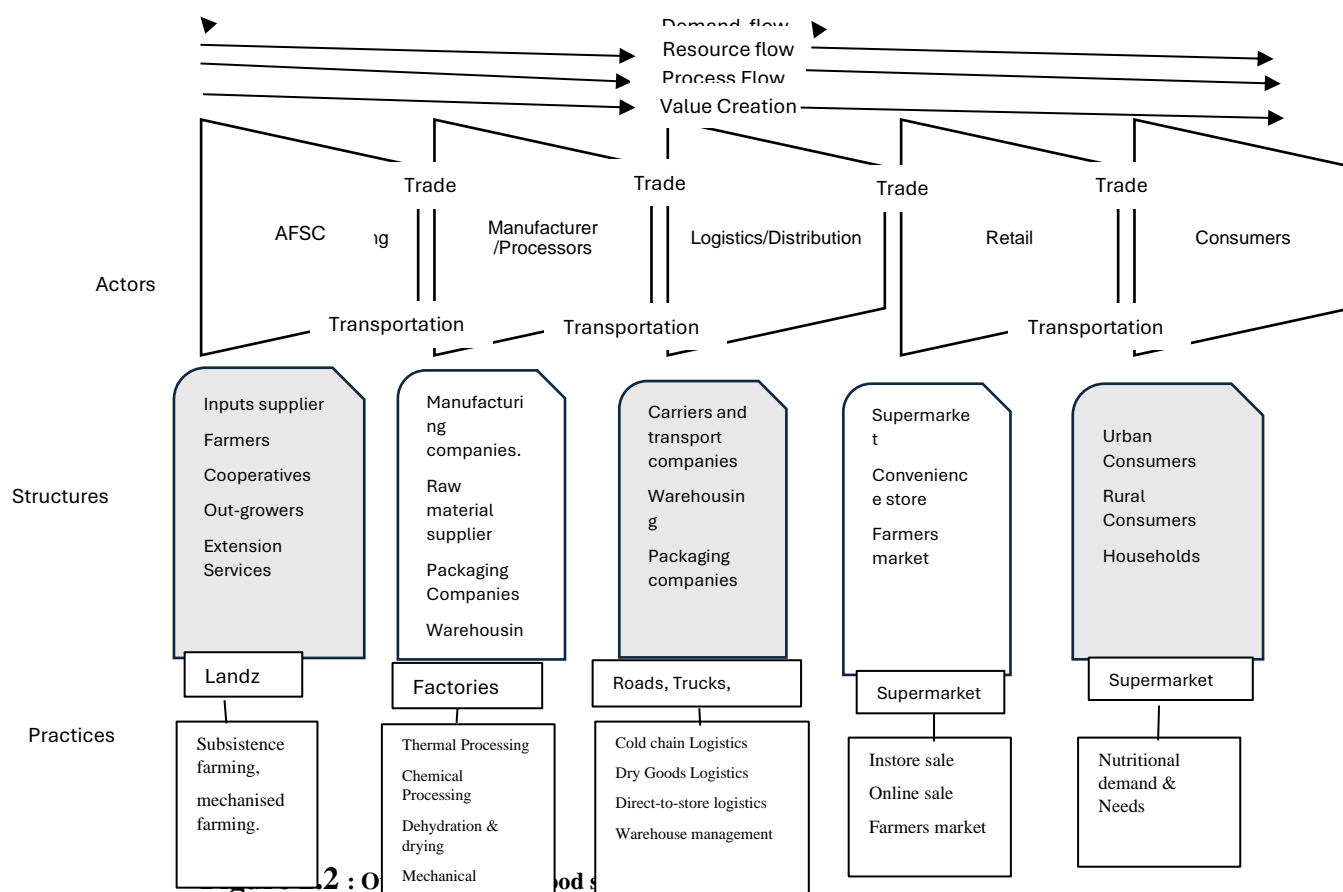 Demand flow
Resource flow
Process Flow
Value Creation
Trade
Trade
Trade
Trade
AFSC
ng
Manufacturer
/Processors
Logistics/Distribution
Retail
Consumers
Actors
Transportation
Transportation
Transportation
Structures
Inputs supplier
Farmers
Cooperatives
Out-growers
Extension
Services
Manufacturi
ng
companies.
Raw
material
supplier
Packaging
Companies
Warehousin
Carriers and
transport
companies
Warehousin
g
Packaging
companies
Supermarke
t
Convenienc
e store
Farmers
market
Urban
Consumers
Rural
Consumers
Households
Landz
Factories
Roads, Trucks,
Supermarket
Supermarket
Practices
Subsistence
farming,
mechanised
farming.
Thermal Processing
Chemical
Processing
Dehydration &
drying
Mechanical
Cold chain Logistics
Dry Goods Logistics
Direct-to-store logistics
Warehouse management
Instore sale
Online sale
Farmers market
Nutritional
demand &
Needs
.2 : O